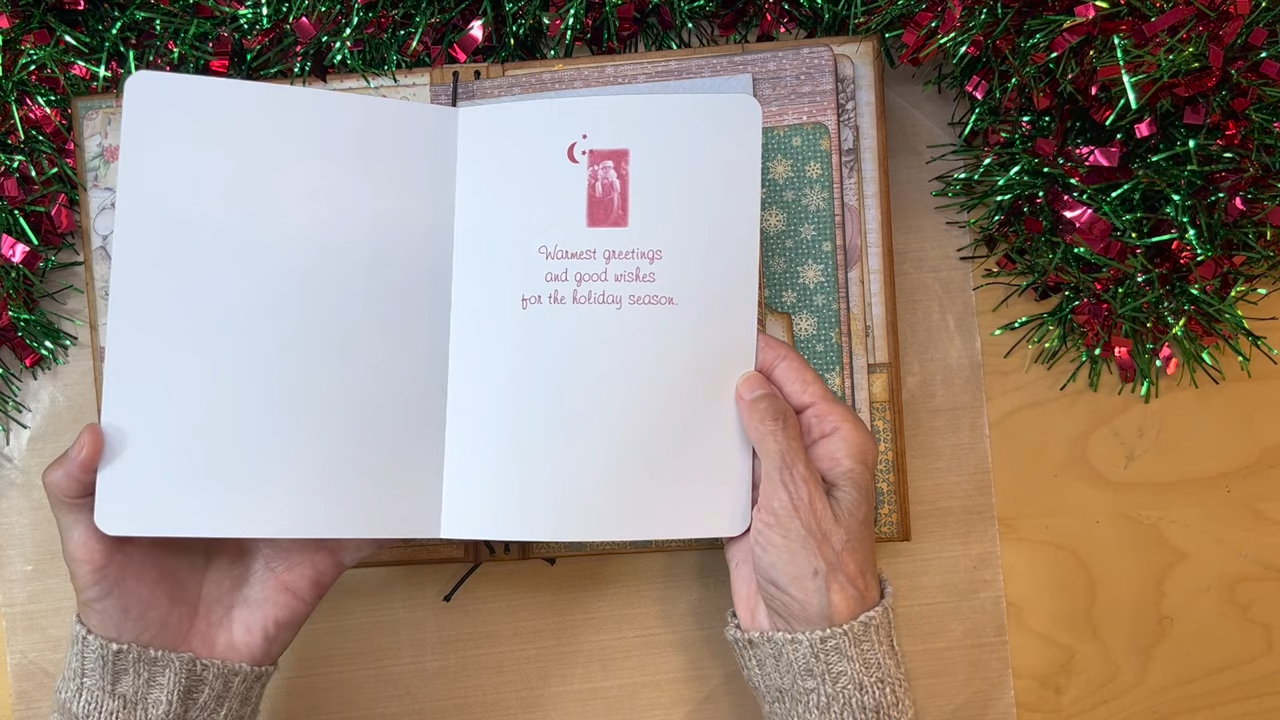 Warmest greetings
and good wishes
for the holiday season.